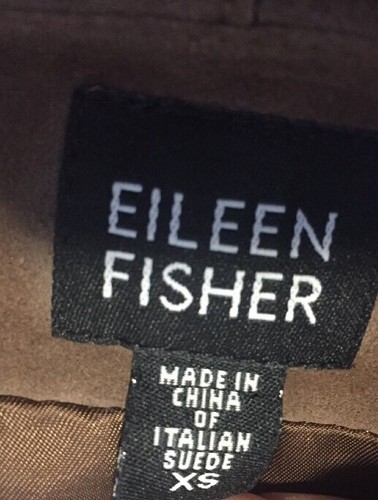 EILEEN
FISHER
MADE IN
CHINA
OF
ITALIAN
SUEDE
XS